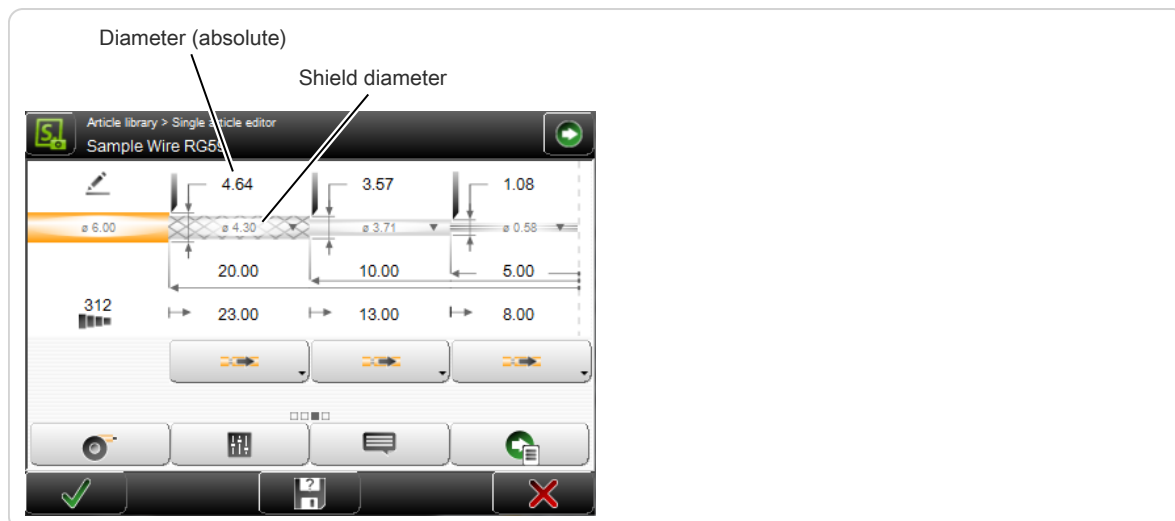 Diameter (absolute)
Shield diameter
Article library > Single article editor
Sample Wire RG59
4.64 3.57 1.08
ø 6.00 ø 4.30 ø 3.71 ø 0.58
20.00 10.00 5.00
312 23.00 13.00 8.00